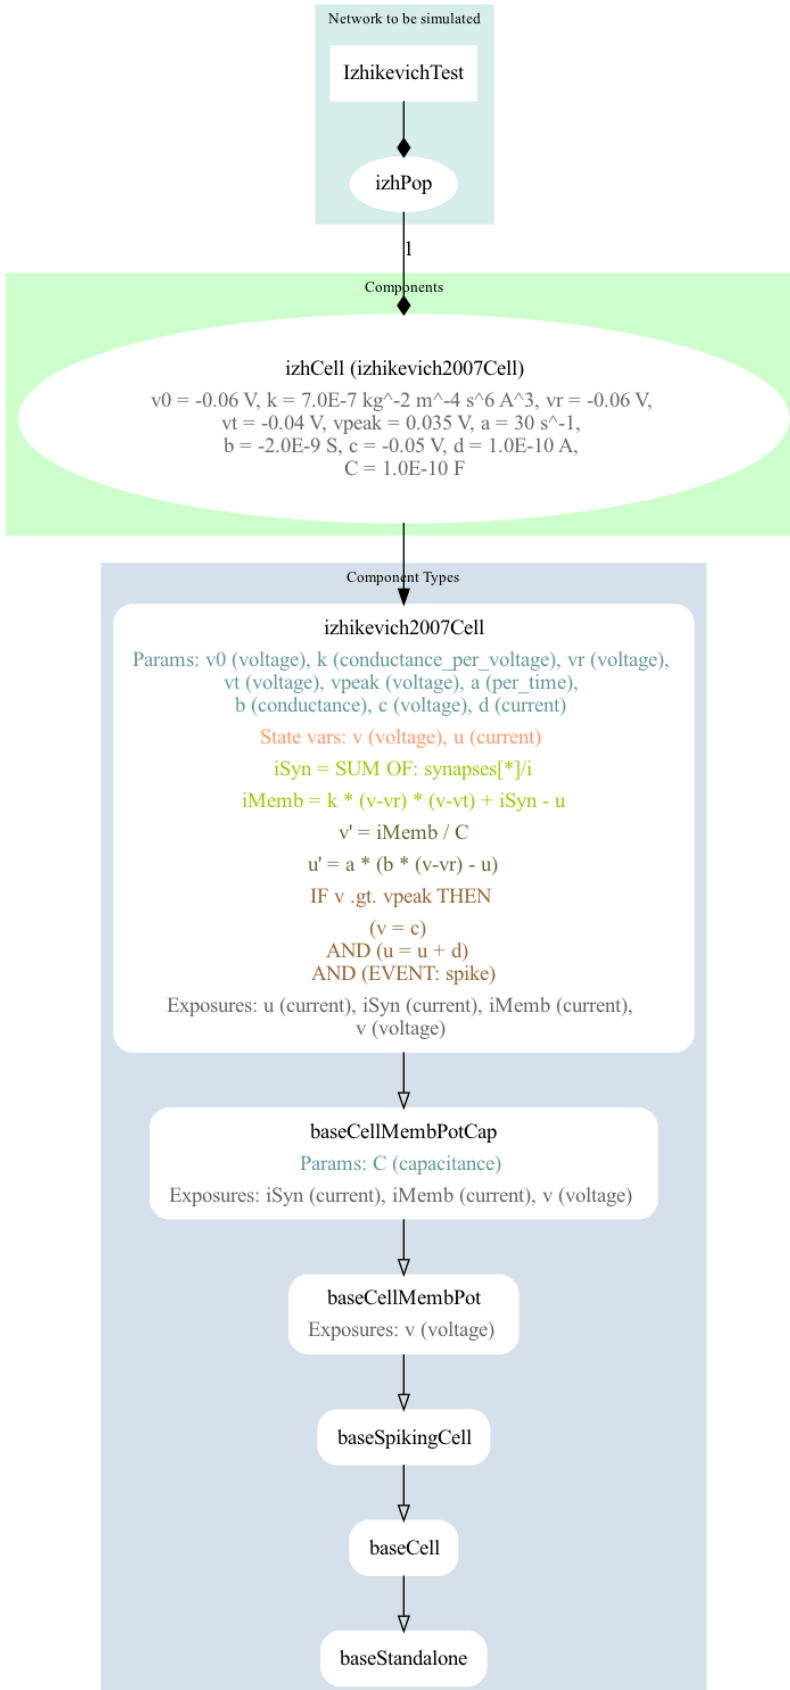 Network to be simulated
IzhikevichTest
izhPop
1
Components
izhCell (izhikevich2007Cell)
v0 = -0.06 V, k = 7.0E-7 kg^-2 m^-4 s^6 A^3, vr = -0.06 V,
vt = -0.04 V, vpeak = 0.035 V, a = 30 s^-1,
b = -2.0E-9 S, c = -0.05 V, d = 1.0E-10 A,
C = 1.0E-10 F
Component Types
izhikevich2007Cell
Params: v0 (voltage), k (conductance_per_voltage), vr (voltage),
vt (voltage), vpeak (voltage), a (per_time),
b (conductance), c (voltage), d (current)
State vars: v (voltage), u (current)
iSyn = SUM OF: synapses[*]/i
iMemb = k * (v-vr) * (v-vt) + iSyn - u
v' = iMemb / C
u' = a * (b * (v-vr) - u)
IF v .gt. vpeak THEN
(v = c)
AND (u = u + d)
AND (EVENT: spike)
Exposures: u (current), iSyn (current), iMemb (current),
v (voltage)
baseCellMembPotCap
Params: C (capacitance)
Exposures: iSyn (current), iMemb (current), v (voltage)
baseCellMembPot
Exposures: v (voltage)
baseSpikingCell
baseCell
baseStandalone